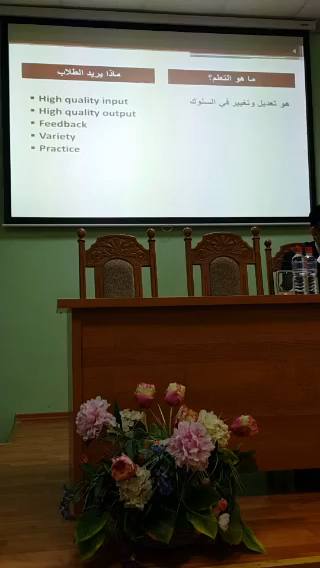 4
ما هو التعلم؟
هو تعديل وتغيير في السلوك
ماذا يريد الطلاب
▪ High quality input
▪ High quality output
▪ Feedback
▪ Variety
▪ Practice